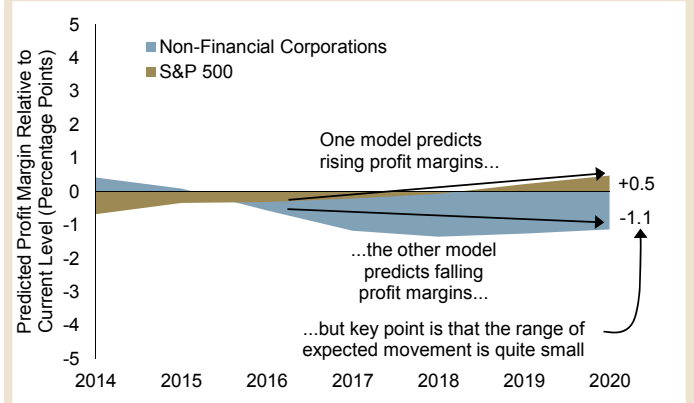 Predicted Profit Margin Relative to
Current Level (Percentage Points)
5
4
3
2
1
0
-1
-2
-3
-4
-5
Non-Financial Corporations
S&P 500
One model predicts
rising profit margins...
+0.5
-1.1
...the other model
predicts falling
profit margins...
...but key point is that the range of
expected movement is quite small
2014
2015
2016
2017
2018
2019
2020